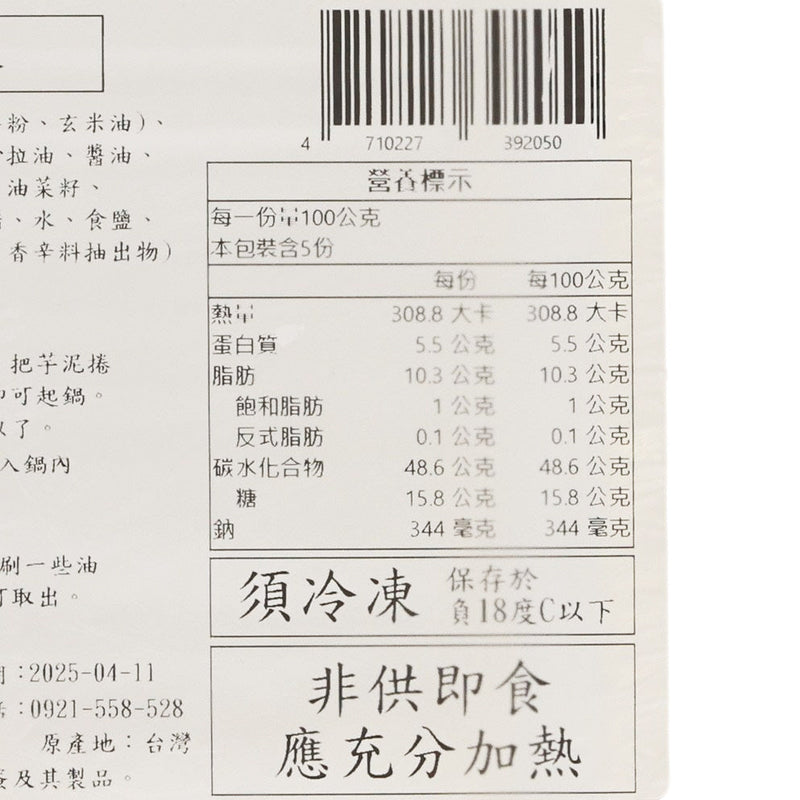 粉、玄米油)、
拉油、醬油、
油菜籽、
、水、食鹽、
香辛料抽出物)
把芋泥捲
可起鍋。
以了。
入鍋內
刷一些油
可取出。
:2025-04-11
:0921-558-528
原產地：台灣
及其製品。
4 710227 392050
營養標示
每一份量100公克
本包裝含5份
每份 每100公克
熱量 308.8 大卡 308.8 大卡
蛋白質 5.5 公克 5.5 公克
脂肪 10.3 公克 10.3 公克
飽和脂肪 1 公克 1 公克
反式脂肪 0.1 公克 0.1 公克
碳水化合物 48.6 公克 48.6 公克
糖 15.8 公克 15.8 公克
鈉 344 毫克 344 毫克
須冷凍 保存於
負18度C以下
非供即食
應充分加熱